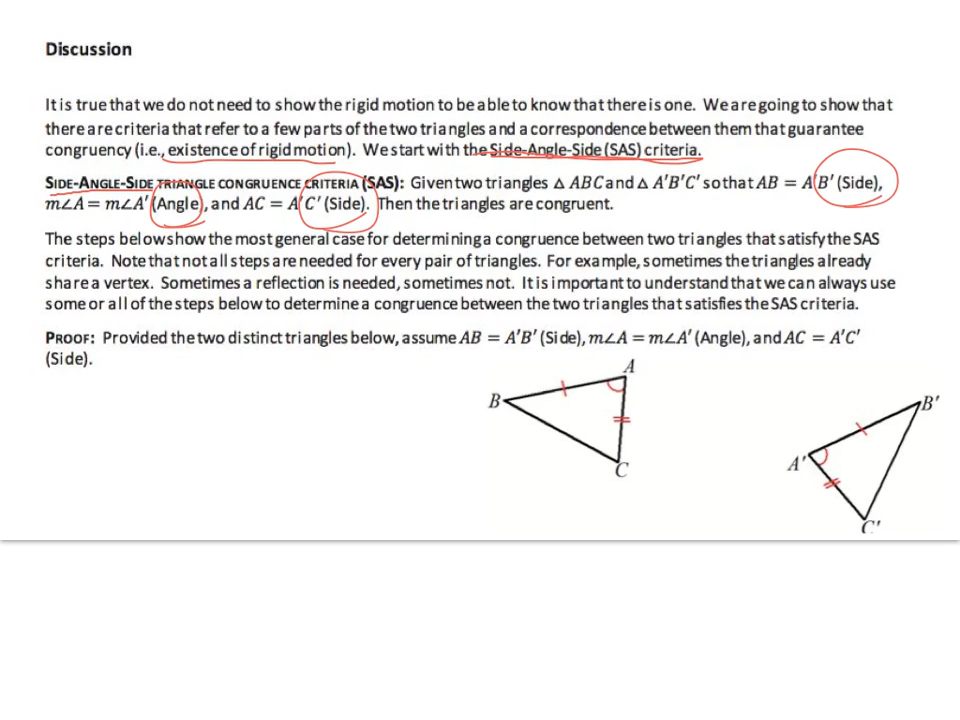 Discussion
It is true that we do not need to show the rigid motion to be able to know that there is one. We are going to show that
there are criteria that refer to a few parts of the two triangles and a correspondence between them that guarantee
congruency (i.e., existence of rigid motion). We start with the Side-Angle-Side (SAS) criteria.
SIDE-ANGLE-SIDE TRIANGLE CONGRUENCE CRITERIA (SAS): Given two triangles △ ABC and △ A′B′C′ so that AB = A′B′ (Side),
m∠A = m∠A′ (Angle), and AC = A′C′ (Side). Then the triangles are congruent.
The steps below show the most general case for determining a congruence between two triangles that satisfy the SAS
criteria. Note that not all steps are needed for every pair of triangles. For example, sometimes the triangles already
share a vertex. Sometimes a reflection is needed, sometimes not. It is important to understand that we can always use
some or all of the steps below to determine a congruence between the two triangles that satisfies the SAS criteria.
PROOF: Provided the two distinct triangles below, assume AB = A′B′ (Side), m∠A = m∠A′ (Angle), and AC = A′C′
(Side).
A
B
C
B'
A'
C'